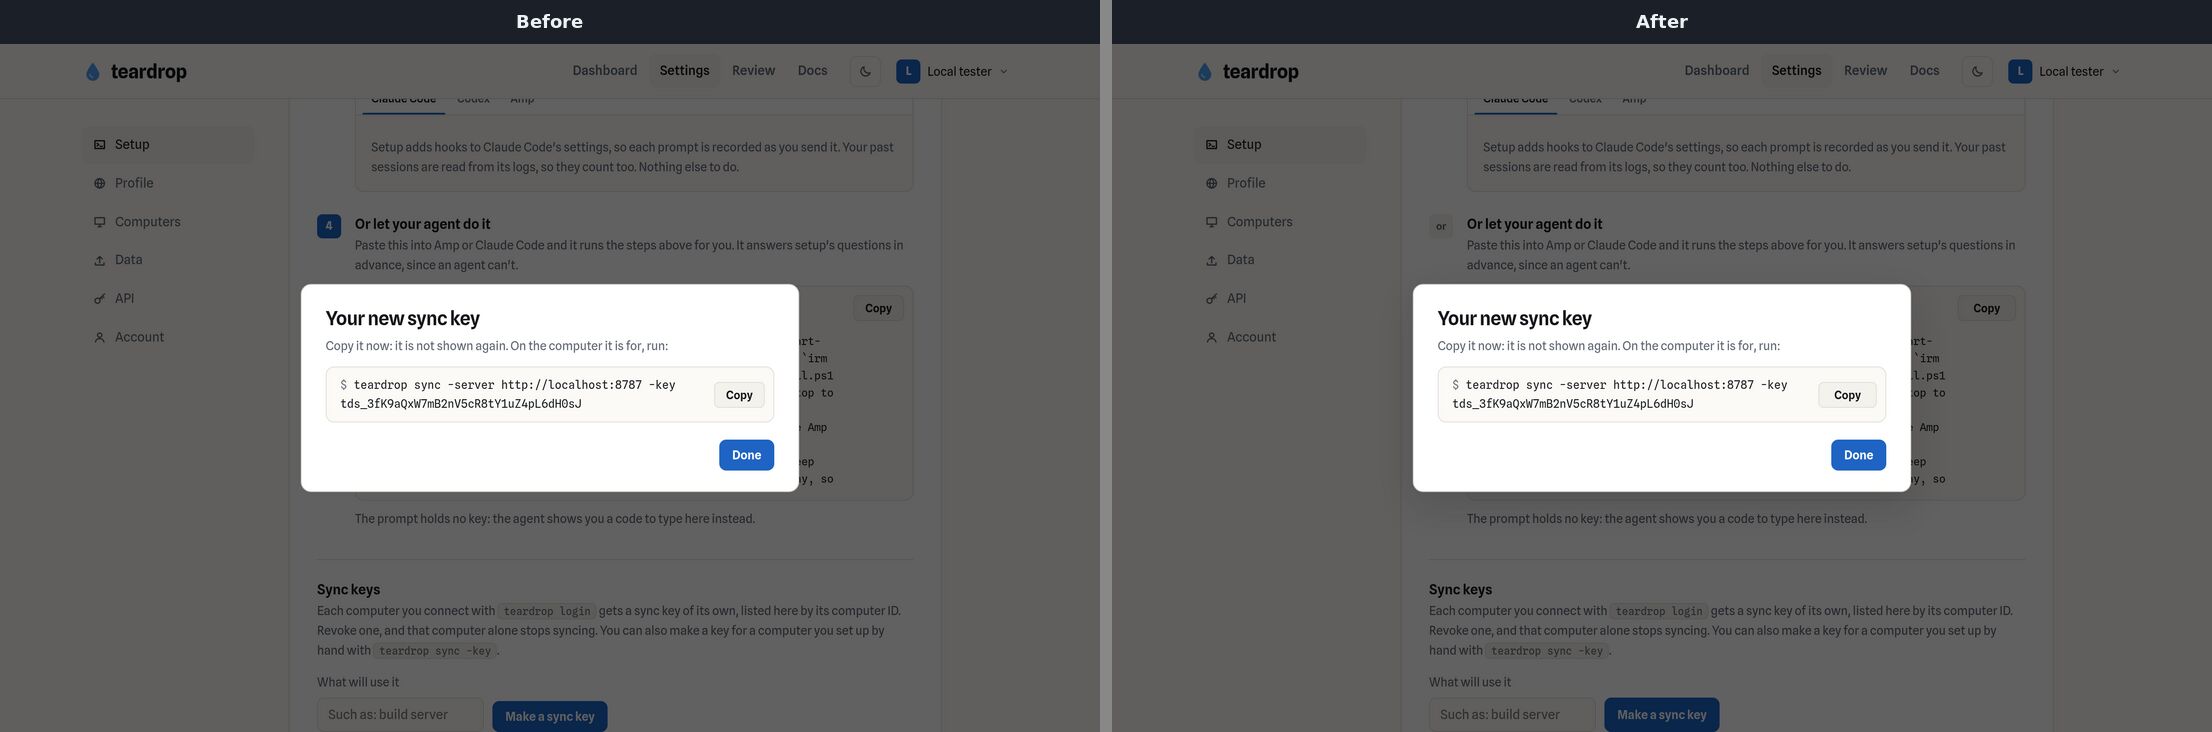 Before
teardrop
Dashboard Settings Review Docs L Local tester
Claude Code Codex Amp
Setup
Profile
Computers
Data
API
Account
Setup adds hooks to Claude Code's settings, so each prompt is recorded as you send it. Your past
sessions are read from its logs, so they count too. Nothing else to do.
4 Or let your agent do it
Paste this into Amp or Claude Code and it runs the steps above for you. It answers setup's questions in
advance, since an agent can't.
Copy
art-
`irm
l.ps1
top to
Amp
eep
ay, so
Your new sync key
Copy it now: it is not shown again. On the computer it is for, run:
$ teardrop sync -server http://localhost:8787 -key
tds_3fK9aQxW7mB2nV5cR8tY1uZ4pL6dH0sJ
Copy
Done
The prompt holds no key: the agent shows you a code to type here instead.
Sync keys
Each computer you connect with teardrop login gets a sync key of its own, listed here by its computer ID.
Revoke one, and that computer alone stops syncing. You can also make a key for a computer you set up by
hand with teardrop sync -key.
What will use it
Such as: build server
Make a sync key
After
teardrop
Dashboard Settings Review Docs L Local tester
Claude Code Codex Amp
Setup
Profile
Computers
Data
API
Account
Setup adds hooks to Claude Code's settings, so each prompt is recorded as you send it. Your past
sessions are read from its logs, so they count too. Nothing else to do.
or Or let your agent do it
Paste this into Amp or Claude Code and it runs the steps above for you. It answers setup's questions in
advance, since an agent can't.
Copy
art-
`irm
l.ps1
top to
Amp
eep
ay, so
Your new sync key
Copy it now: it is not shown again. On the computer it is for, run:
$ teardrop sync -server http://localhost:8787 -key
tds_3fK9aQxW7mB2nV5cR8tY1uZ4pL6dH0sJ
Copy
Done
The prompt holds no key: the agent shows you a code to type here instead.
Sync keys
Each computer you connect with teardrop login gets a sync key of its own, listed here by its computer ID.
Revoke one, and that computer alone stops syncing. You can also make a key for a computer you set up by
hand with teardrop sync -key.
What will use it
Such as: build server
Make a sync key